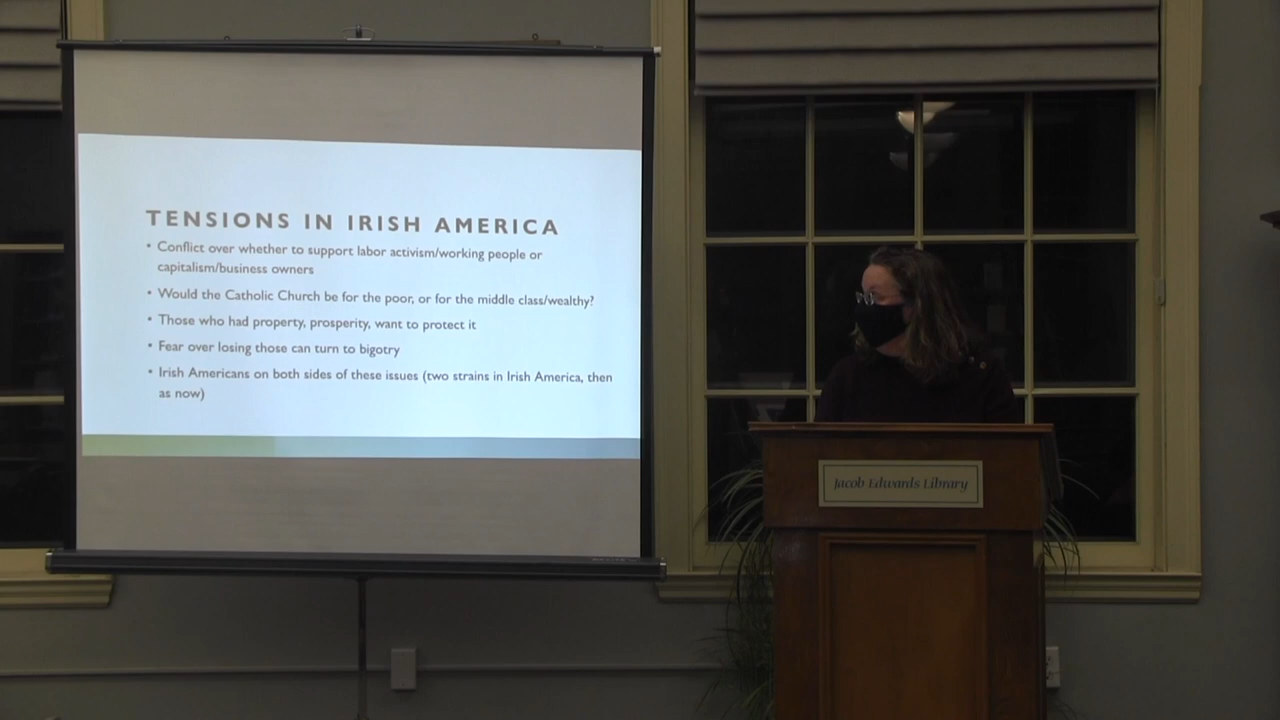 TENSIONS IN IRISH AMERICA
• Conflict over whether to support labor activism/working people or
capitalism/business owners
• Would the Catholic Church be for the poor, or for the middle class/wealthy?
• Those who had property, prosperity, want to protect it
• Fear over losing those can turn to bigotry
• Irish Americans on both sides of these issues (two strains in Irish America, then
as now)
Jacob Edwards Library